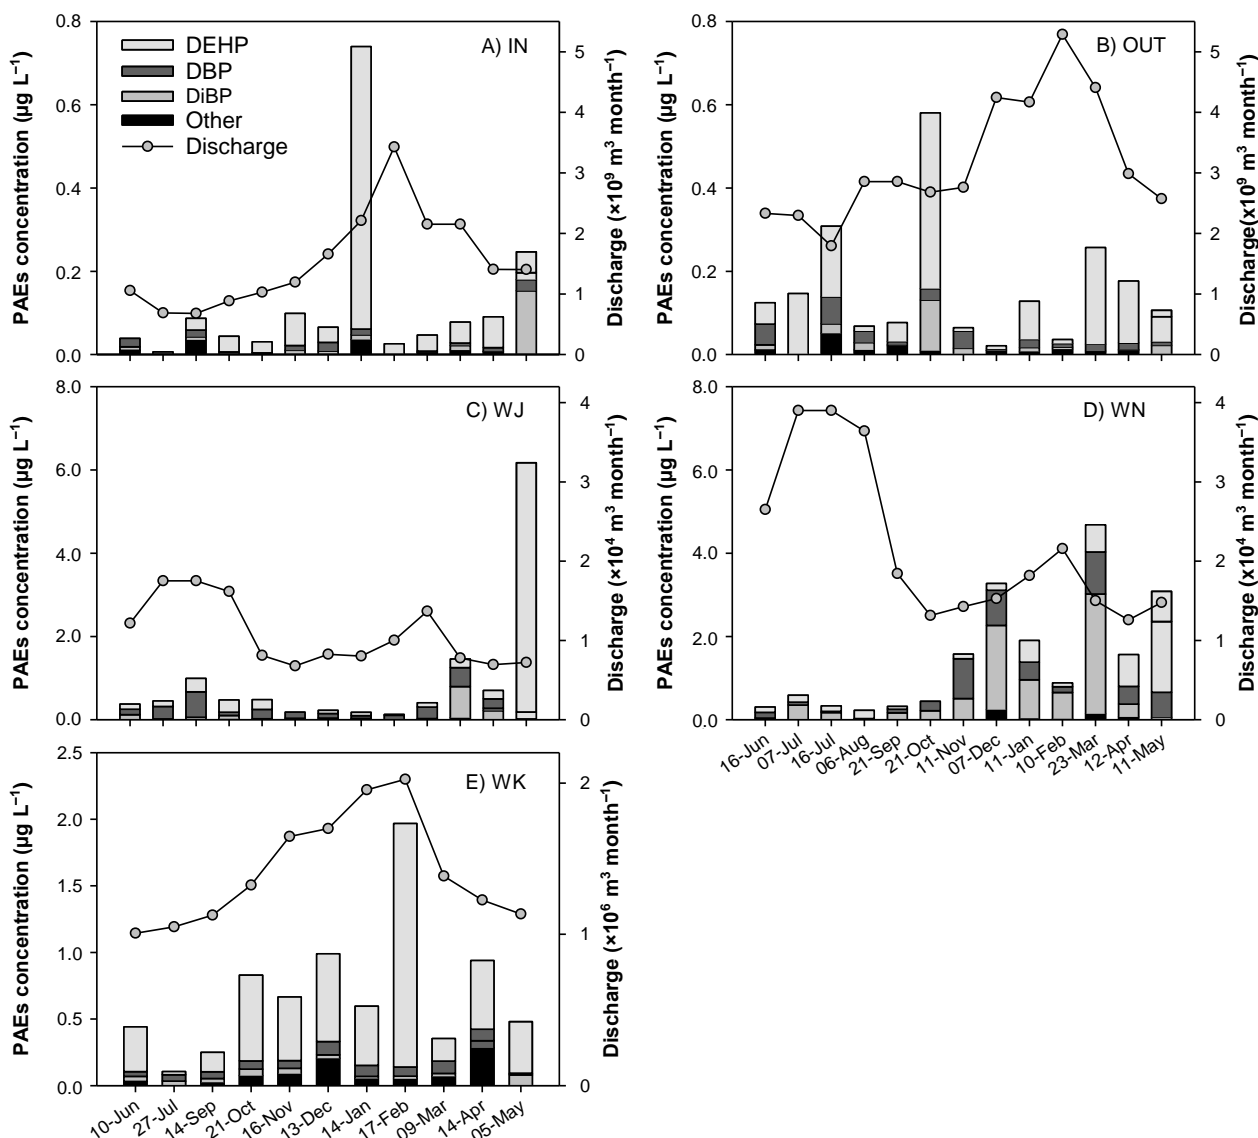 A) IN
DEHP
DBP
DiBP
Other
Discharge
PAEs concentration (µg L⁻¹)
0.8
0.6
0.4
0.2
0.0
5
4
3
2
1
0
Discharge (×10⁹ m³ month⁻¹)
B) OUT
PAEs concentration (µg L⁻¹)
0.8
0.6
0.4
0.2
0.0
5
4
3
2
1
0
Discharge(x10⁹ m³ month⁻¹)
C) WJ
PAEs concentration (µg L⁻¹)
8.0
6.0
4.0
2.0
0.0
4
3
2
1
0
Discharge (×10⁴ m³ month⁻¹)
D) WN
PAEs concentration (µg L⁻¹)
8.0
6.0
4.0
2.0
0.0
4
3
2
1
0
Discharge (x10⁴ m³ month⁻¹)
16-Jun
07-Jul
16-Jul
06-Aug
21-Sep
21-Oct
11-Nov
07-Dec
11-Jan
10-Feb
23-Mar
12-Apr
11-May
E) WK
PAEs concentration (µg L⁻¹)
2.5
2.0
1.5
1.0
0.5
0.0
2
1
0
Discharge (×10⁶ m³ month⁻¹)
10-Jun
27-Jul
14-Sep
21-Oct
16-Nov
13-Dec
14-Jan
17-Feb
09-Mar
14-Apr
05-May